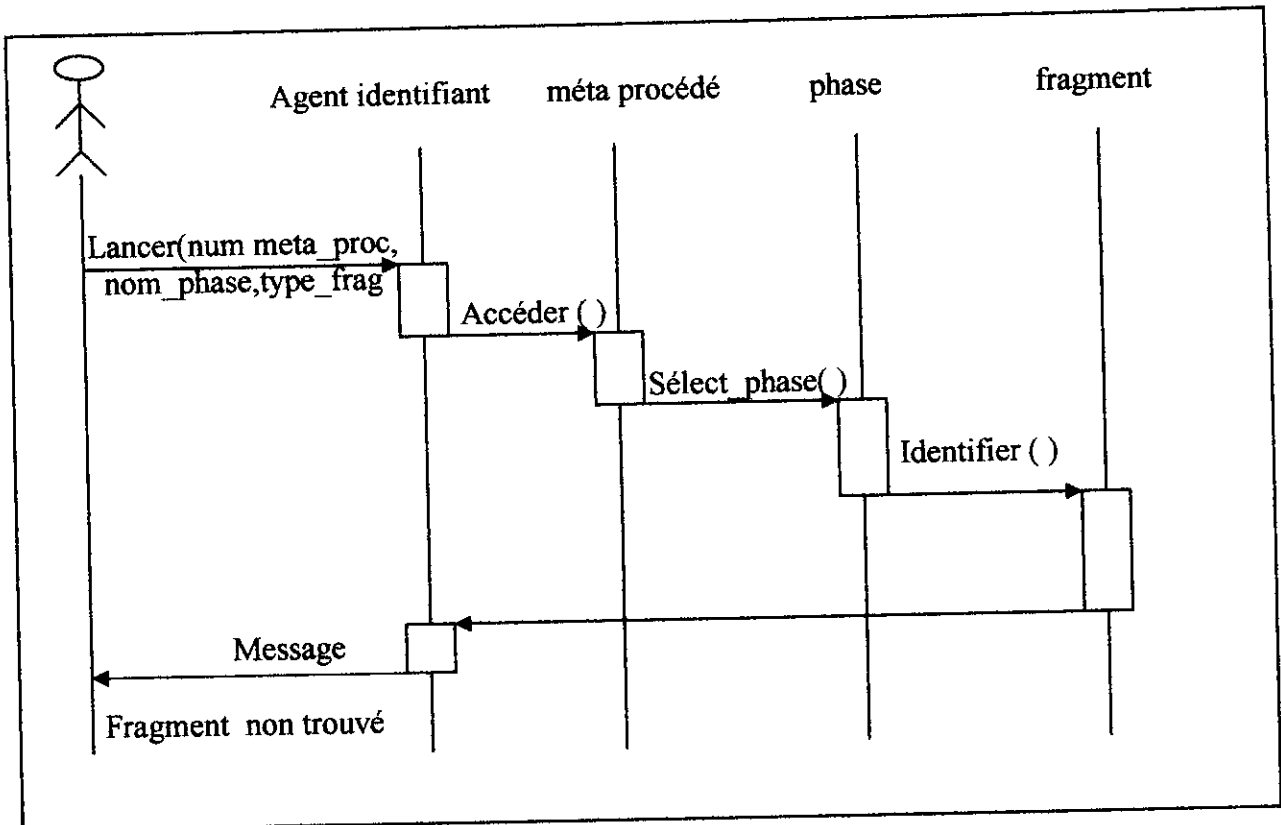 Agent identifiant
méta procédé
phase
fragment
Lancer(num meta_proc,
nom_phase,type_frag
Accéder ( )
Sélect_phase( )
Identifier ( )
Message
Fragment non trouvé